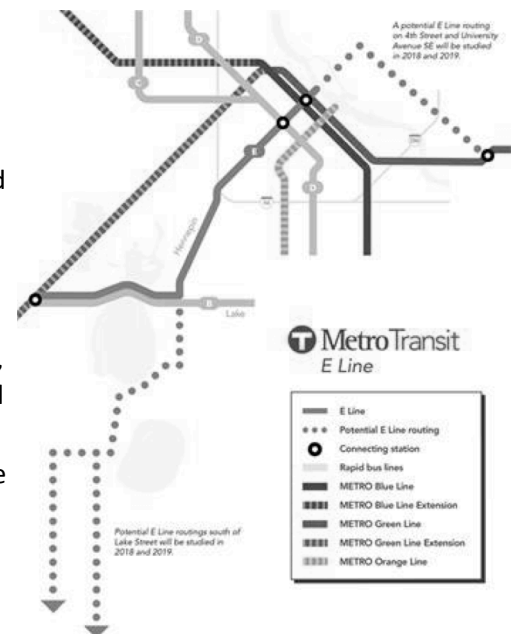 A potential E Line routing
on 4th Street and University
Avenue SE will be studied
in 2018 and 2019.
D
C
E
D
Hennepin
B
Lake
d
,
e
T MetroTransit
E Line
E Line
Potential E Line routing
Connecting station
Rapid bus lines
METRO Blue Line
METRO Blue Line Extension
METRO Green Line
METRO Green Line Extension
METRO Orange Line
Potential E Line routings south of
Lake Street will be studied in
2018 and 2019.